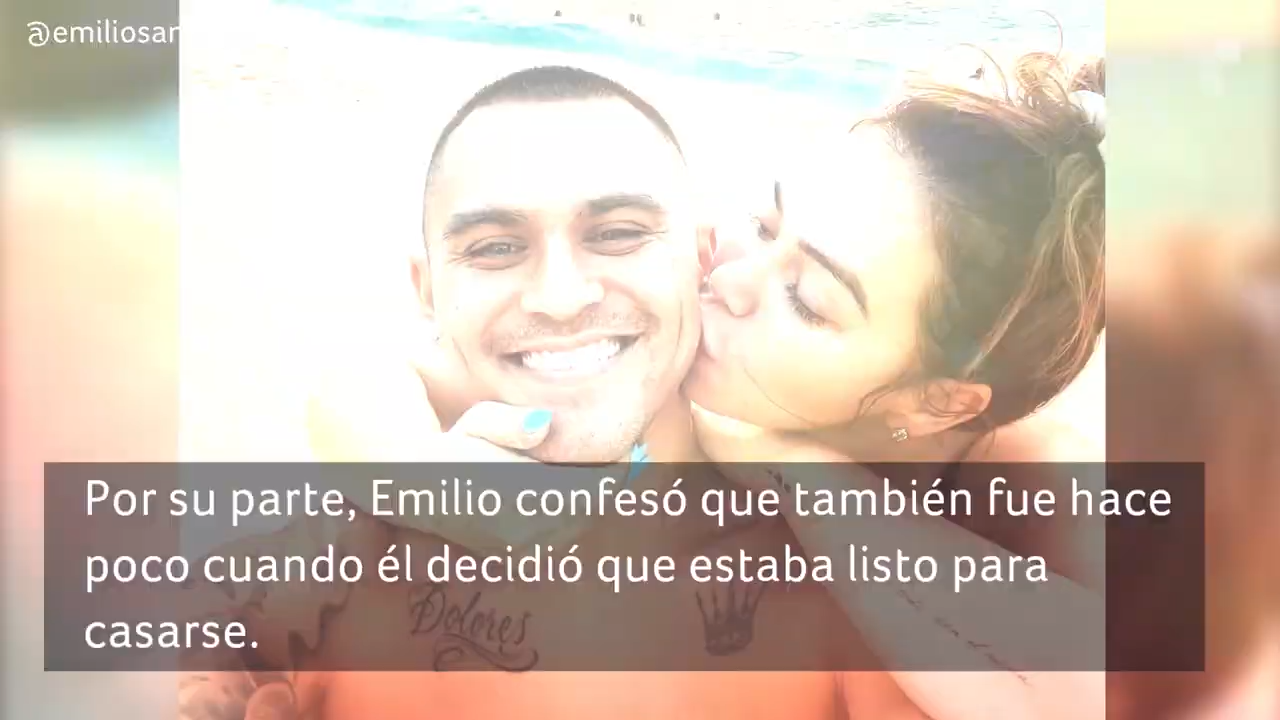 @emiliosar
Por su parte, Emilio confesó que también fue hace
poco cuando él decidió que estaba listo para
casarse.
Dolores